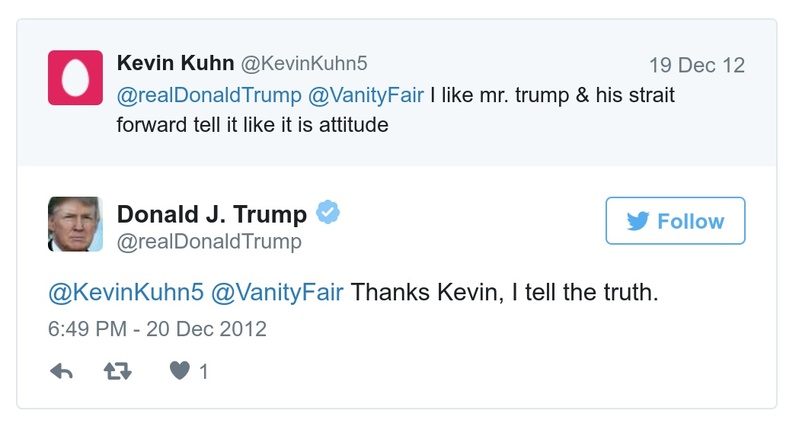 Kevin Kuhn @KevinKuhn5 19 Dec 12
@realDonaldTrump @VanityFair I like mr. trump & his strait
forward tell it like it is attitude
Donald J. Trump
@realDonaldTrump
Follow
@KevinKuhn5 @VanityFair Thanks Kevin, I tell the truth.
6:49 PM - 20 Dec 2012
1